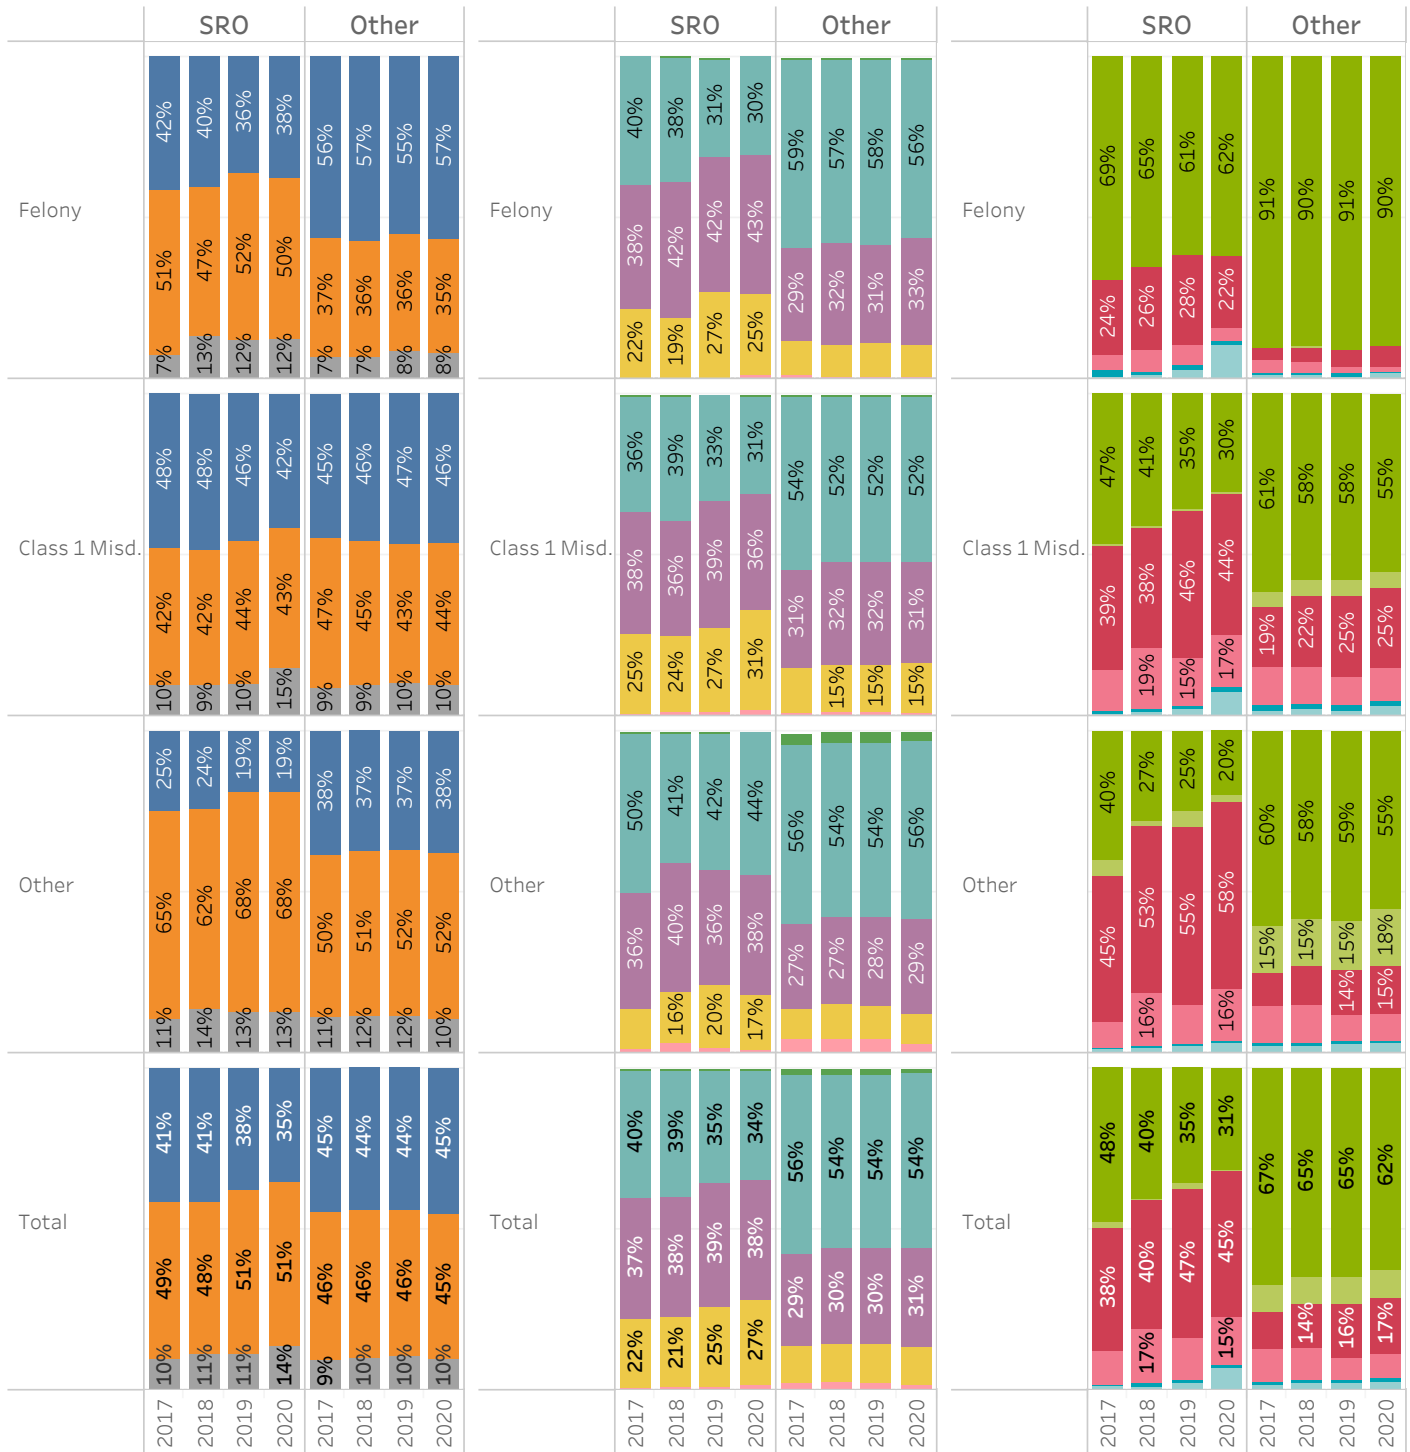 SRO Other SRO Other SRO Other
Felony
42% 40% 36% 38% 56% 57% 55% 57%
51% 47% 52% 50% 37% 36% 36% 35%
7% 13% 12% 12% 7% 7% 8% 8%
Felony
40% 38% 31% 30% 59% 57% 58% 56%
38% 42% 42% 43% 29% 32% 31% 33%
22% 19% 27% 25%
Felony
69% 65% 61% 62% 91% 90% 91% 90%
24% 26% 28% 22%
Class 1 Misd.
48% 48% 46% 42% 45% 46% 47% 46%
42% 42% 44% 43% 47% 45% 43% 44%
10% 9% 10% 15% 9% 9% 10% 10%
Class 1 Misd.
36% 39% 33% 31% 54% 52% 52% 52%
38% 36% 39% 36% 31% 32% 32% 31%
25% 24% 27% 31% 15% 15% 15%
Class 1 Misd.
47% 41% 35% 30% 61% 58% 58% 55%
39% 38% 46% 44% 19% 22% 25% 25%
19% 15% 17%
Other
25% 24% 19% 19% 38% 37% 37% 38%
65% 62% 68% 68% 50% 51% 52% 52%
11% 14% 13% 13% 11% 12% 12% 10%
Other
50% 41% 42% 44% 56% 54% 54% 56%
36% 40% 36% 38% 27% 27% 28% 29%
16% 20% 17%
Other
40% 27% 25% 20% 60% 58% 59% 55%
45% 53% 55% 58% 15% 15% 15% 18%
16% 16% 14% 15%
Total
41% 41% 38% 35% 45% 44% 44% 45%
49% 48% 51% 51% 46% 46% 46% 45%
10% 11% 11% 14% 9% 10% 10% 10%
Total
40% 39% 35% 34% 56% 54% 54% 54%
37% 38% 39% 38% 29% 30% 30% 31%
22% 21% 25% 27%
Total
48% 40% 35% 31% 67% 65% 65% 62%
38% 40% 47% 45% 14% 16% 17%
17% 15%
2017 2018 2019 2020 2017 2018 2019 2020 2017 2018 2019 2020 2017 2018 2019 2020 2017 2018 2019 2020 2017 2018 2019 2020